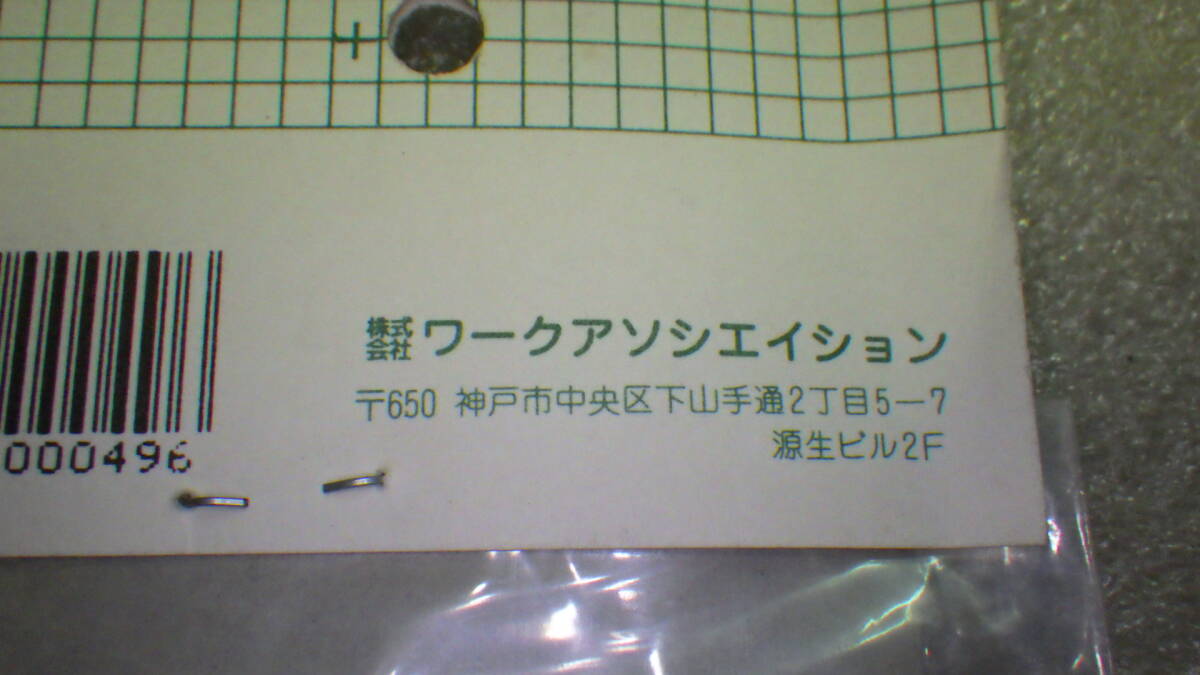 株式会社 ワークアソシエイション
〒650 神戸市中央区下山手通2丁目5-7
源生ビル2F
000496